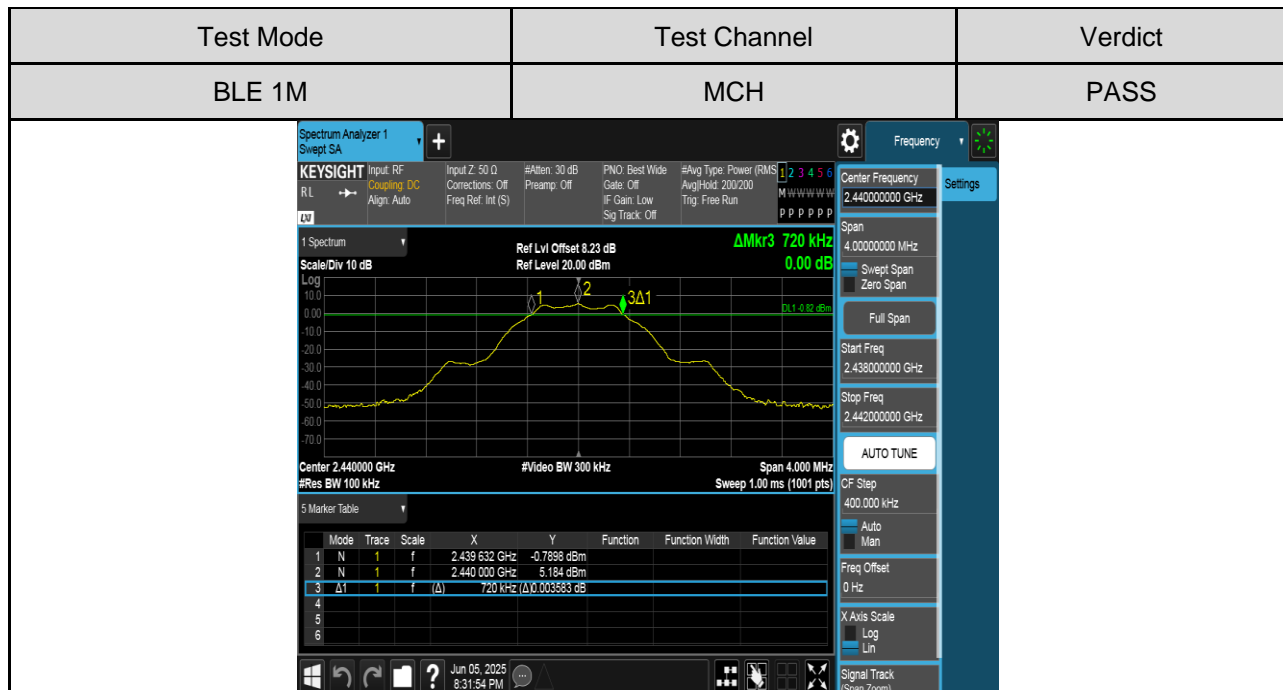 Test Mode Test Channel Verdict
BLE 1M MCH PASS
Spectrum Analyzer 1
Swept SA
+
Frequency
KEYSIGHT Input: RF Input Z: 50 Ω #Atten: 30 dB PNO: Best Wide #Avg Type: Power (RMS 1 2 3 4 5 6
RL Coupling: DC Corrections: Off Preamp: Off Gate: Off Avg|Hold: 200/200 M W W W W W
Align: Auto Freq Ref: Int (S) IF Gain: Low Trig: Free Run
LXI Sig Track: Off P P P P P P
1 Spectrum Ref Lvl Offset 8.23 dB ΔMkr3 720 kHz
Scale/Div 10 dB Ref Level 20.00 dBm 0.00 dB
Log
10.0 1 2 3Δ1
0.00 DL1 -0.82 dBm
-10.0
-20.0
-30.0
-40.0
-50.0
-60.0
-70.0
Center 2.440000 GHz #Video BW 300 kHz Span 4.000 MHz
#Res BW 100 kHz Sweep 1.00 ms (1001 pts)
5 Marker Table
Mode Trace Scale X Y Function Function Width Function Value
1 N 1 f 2.439 632 GHz -0.7898 dBm
2 N 1 f 2.440 000 GHz 5.184 dBm
3 Δ1 1 f (Δ) 720 kHz (Δ) 0.003583 dB
4
5
6
? Jun 05, 2025
8:31:54 PM
Center Frequency
2.440000000 GHz
Settings
Span
4.00000000 MHz
Swept Span
Zero Span
Full Span
Start Freq
2.438000000 GHz
Stop Freq
2.442000000 GHz
AUTO TUNE
CF Step
400.000 kHz
Auto
Man
Freq Offset
0 Hz
X Axis Scale
Log
Lin
Signal Track
(Span Zoom)